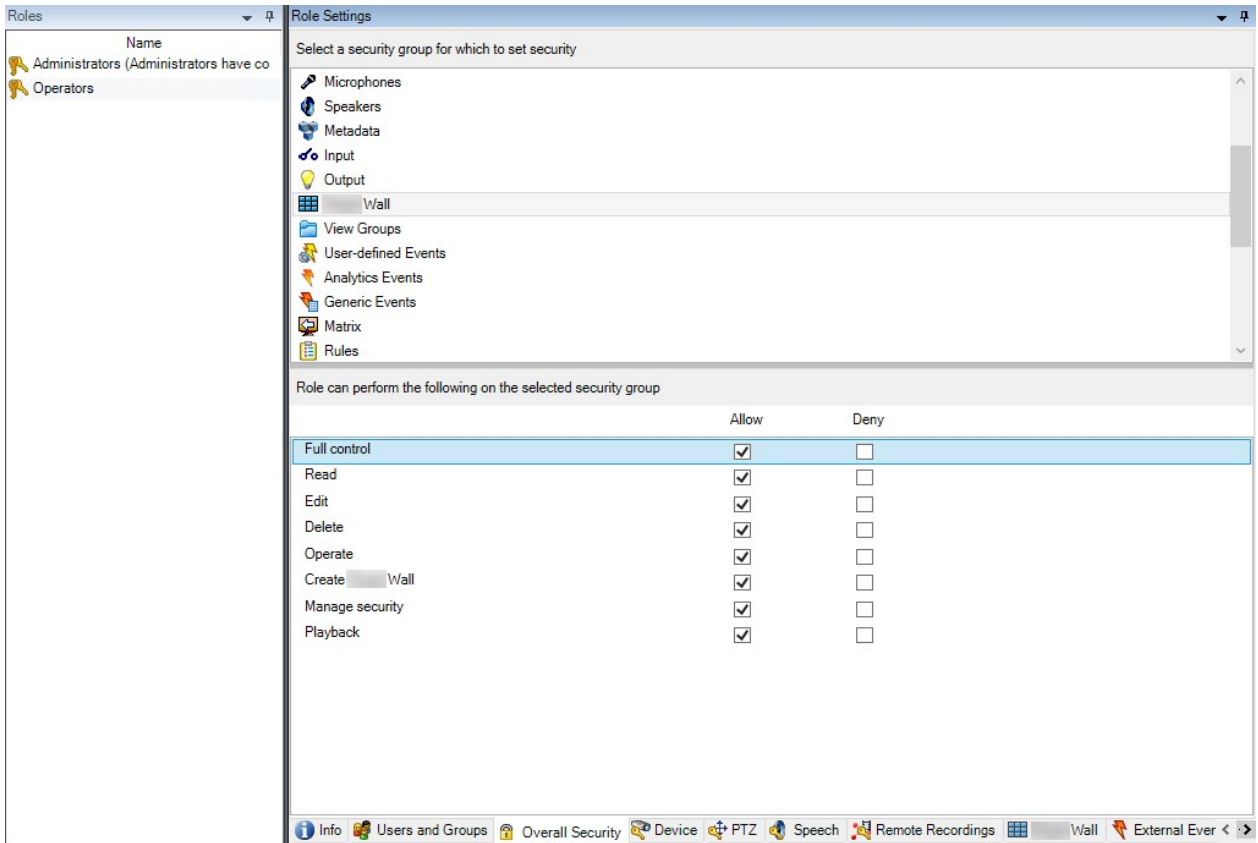 Roles
Role Settings
Name
Administrators (Administrators have co
Operators
Select a security group for which to set security
Microphones
Speakers
Metadata
Input
Output
Wall
View Groups
User-defined Events
Analytics Events
Generic Events
Matrix
Rules
Role can perform the following on the selected security group
Allow Deny
Full control
Read
Edit
Delete
Operate
Create Wall
Manage security
Playback
Info Users and Groups Overall Security Device PTZ Speech Remote Recordings Wall External Ever